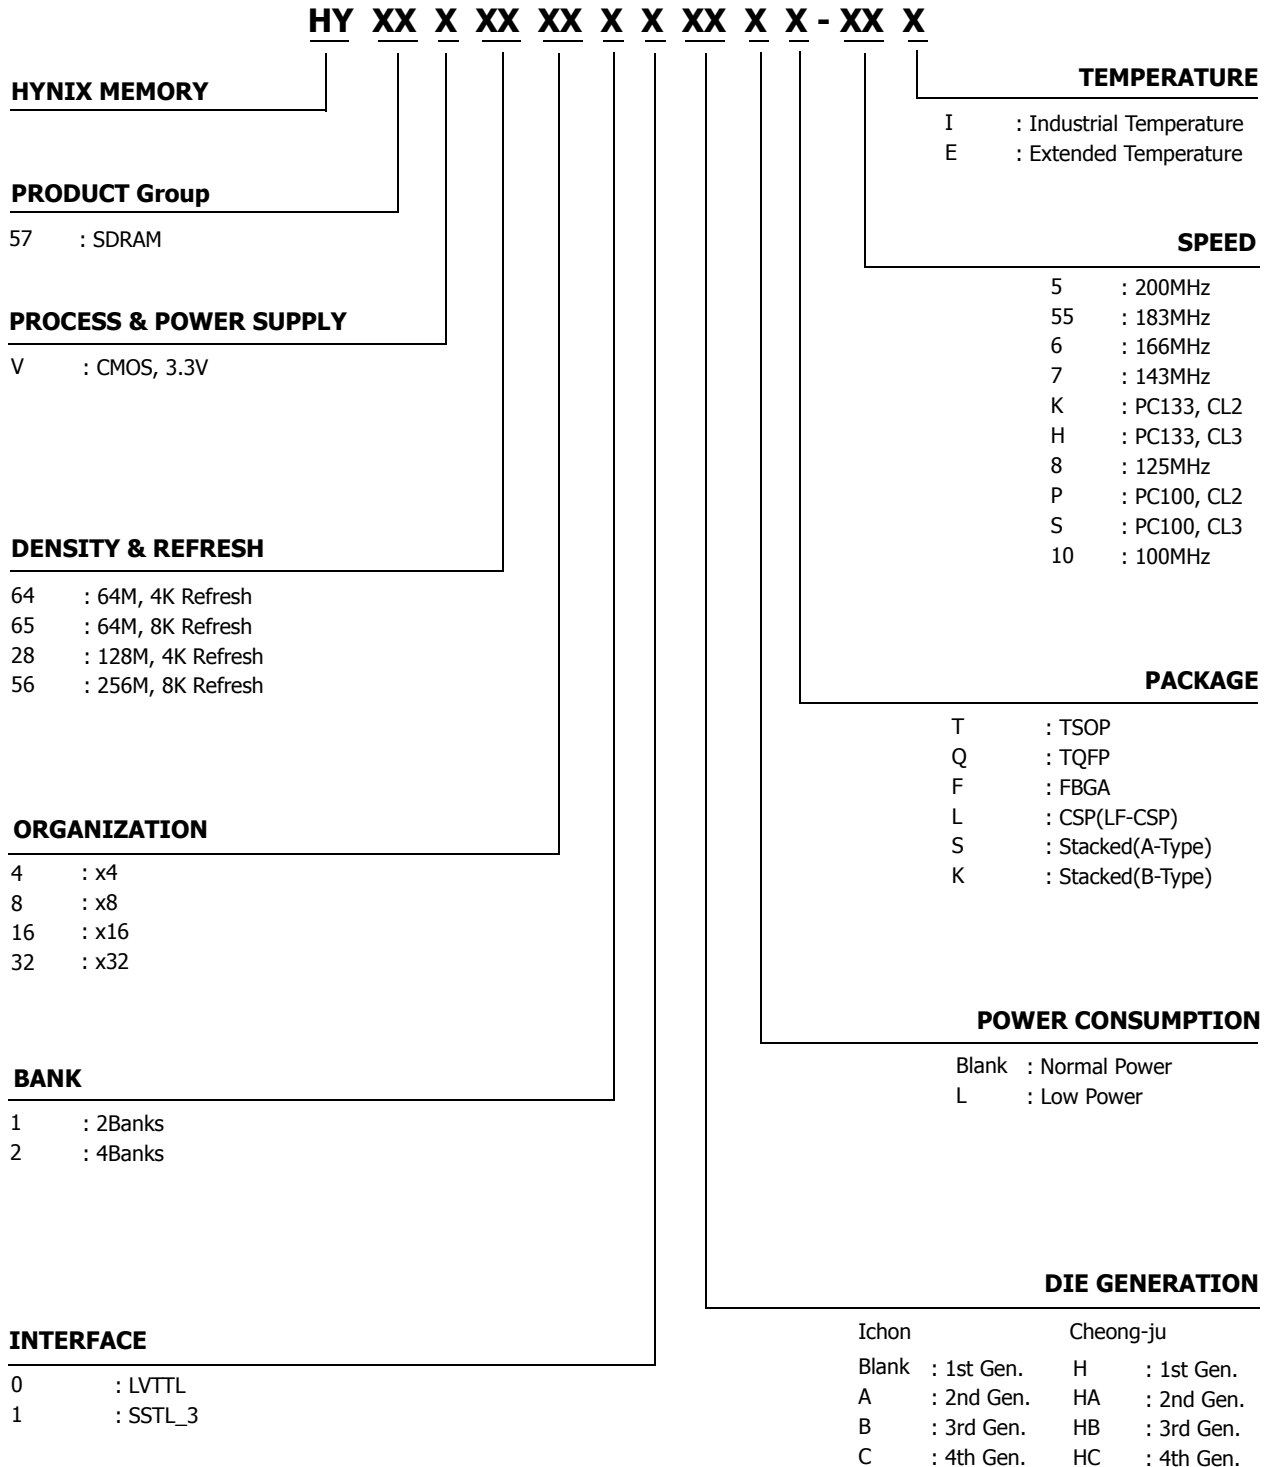 HY XX X XX XX X X XX X X - XX X
HYNIX MEMORY
PRODUCT Group
57 : SDRAM
PROCESS & POWER SUPPLY
V : CMOS, 3.3V
DENSITY & REFRESH
64 : 64M, 4K Refresh
65 : 64M, 8K Refresh
28 : 128M, 4K Refresh
56 : 256M, 8K Refresh
ORGANIZATION
4 : x4
8 : x8
16 : x16
32 : x32
BANK
1 : 2Banks
2 : 4Banks
INTERFACE
0 : LVTTL
1 : SSTL_3
TEMPERATURE
I : Industrial Temperature
E : Extended Temperature
SPEED
5 : 200MHz
55 : 183MHz
6 : 166MHz
7 : 143MHz
K : PC133, CL2
H : PC133, CL3
8 : 125MHz
P : PC100, CL2
S : PC100, CL3
10 : 100MHz
PACKAGE
T : TSOP
Q : TQFP
F : FBGA
L : CSP(LF-CSP)
S : Stacked(A-Type)
K : Stacked(B-Type)
POWER CONSUMPTION
Blank : Normal Power
L : Low Power
DIE GENERATION
Ichon Cheong-ju
Blank : 1st Gen. H : 1st Gen.
A : 2nd Gen. HA : 2nd Gen.
B : 3rd Gen. HB : 3rd Gen.
C : 4th Gen. HC : 4th Gen.